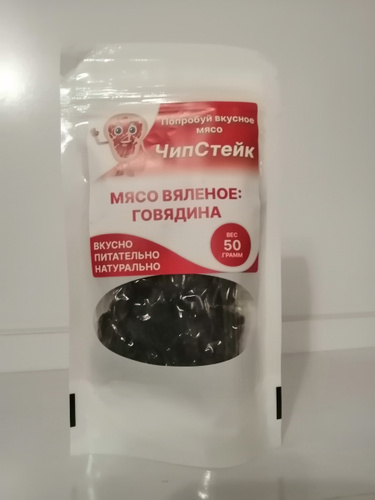 Попробуй вкусное
мясо
ЧипСтейк
МЯСО ВЯЛЕНОЕ:
ГОВЯДИНА
ВКУСНО
ПИТАТЕЛЬНО
НАТУРАЛЬНО
ВЕС
50
ГРАММ